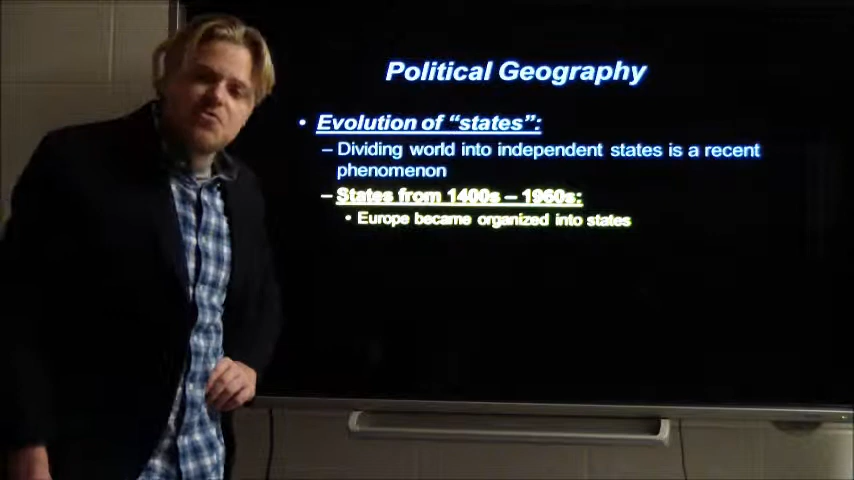 Political Geography
• Evolution of “states”:
– Dividing world into independent states is a recent
phenomenon
– States from 1400s – 1960s:
• Europe became organized into states